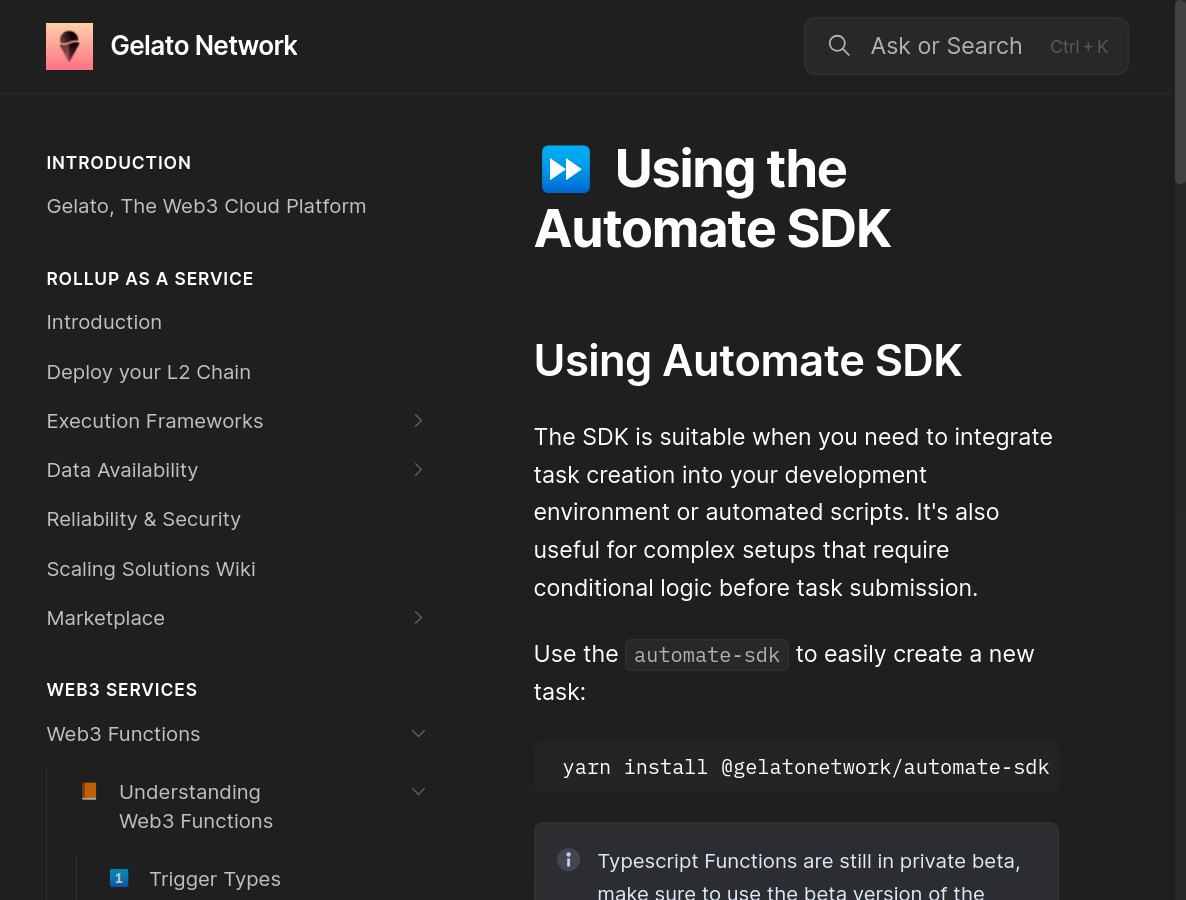 Gelato Network
Ask or Search Ctrl + K
INTRODUCTION
Gelato, The Web3 Cloud Platform
ROLLUP AS A SERVICE
Introduction
Deploy your L2 Chain
Execution Frameworks
Data Availability
Reliability & Security
Scaling Solutions Wiki
Marketplace
WEB3 SERVICES
Web3 Functions
Understanding
Web3 Functions
1 Trigger Types
Using the
Automate SDK
Using Automate SDK
The SDK is suitable when you need to integrate
task creation into your development
environment or automated scripts. It's also
useful for complex setups that require
conditional logic before task submission.
Use the automate-sdk to easily create a new
task:
yarn install @gelatonetwork/automate-sdk
Typescript Functions are still in private beta,
make sure to use the beta version of the